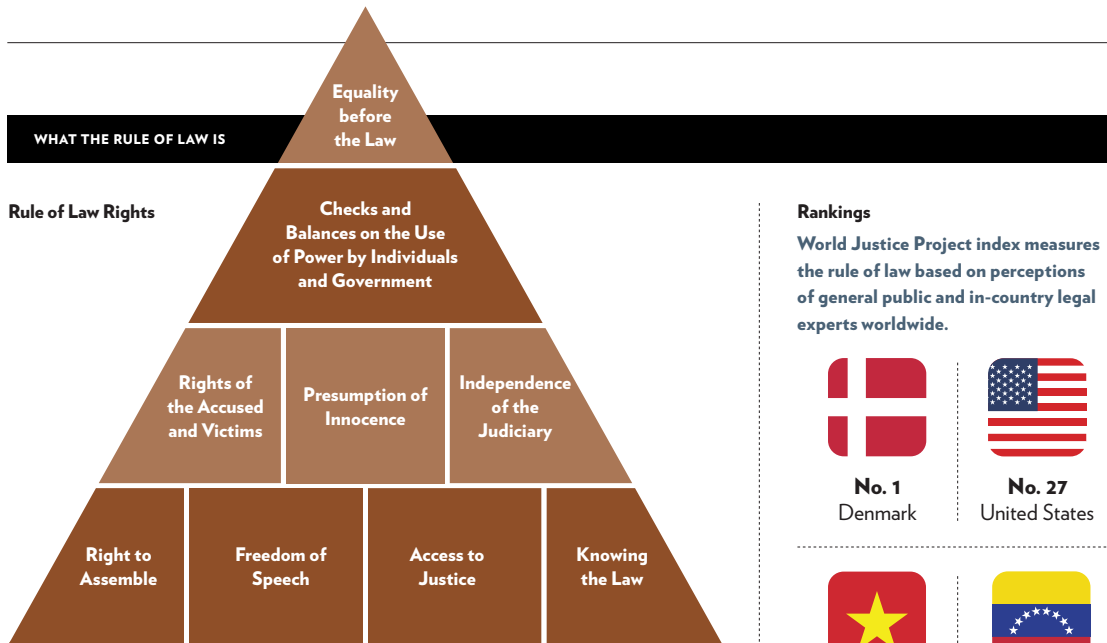 Equality
before
the Law
WHAT THE RULE OF LAW IS
Rule of Law Rights
Checks and
Balances on the Use
of Power by Individuals
and Government
Rights of
the Accused
and Victims
Presumption of
Innocence
Independence
of the
Judiciary
Right to
Assemble
Freedom of
Speech
Access to
Justice
Knowing
the Law
Rankings
World Justice Project index measures
the rule of law based on perceptions
of general public and in-country legal
experts worldwide.
No. 1
Denmark
No. 27
United States